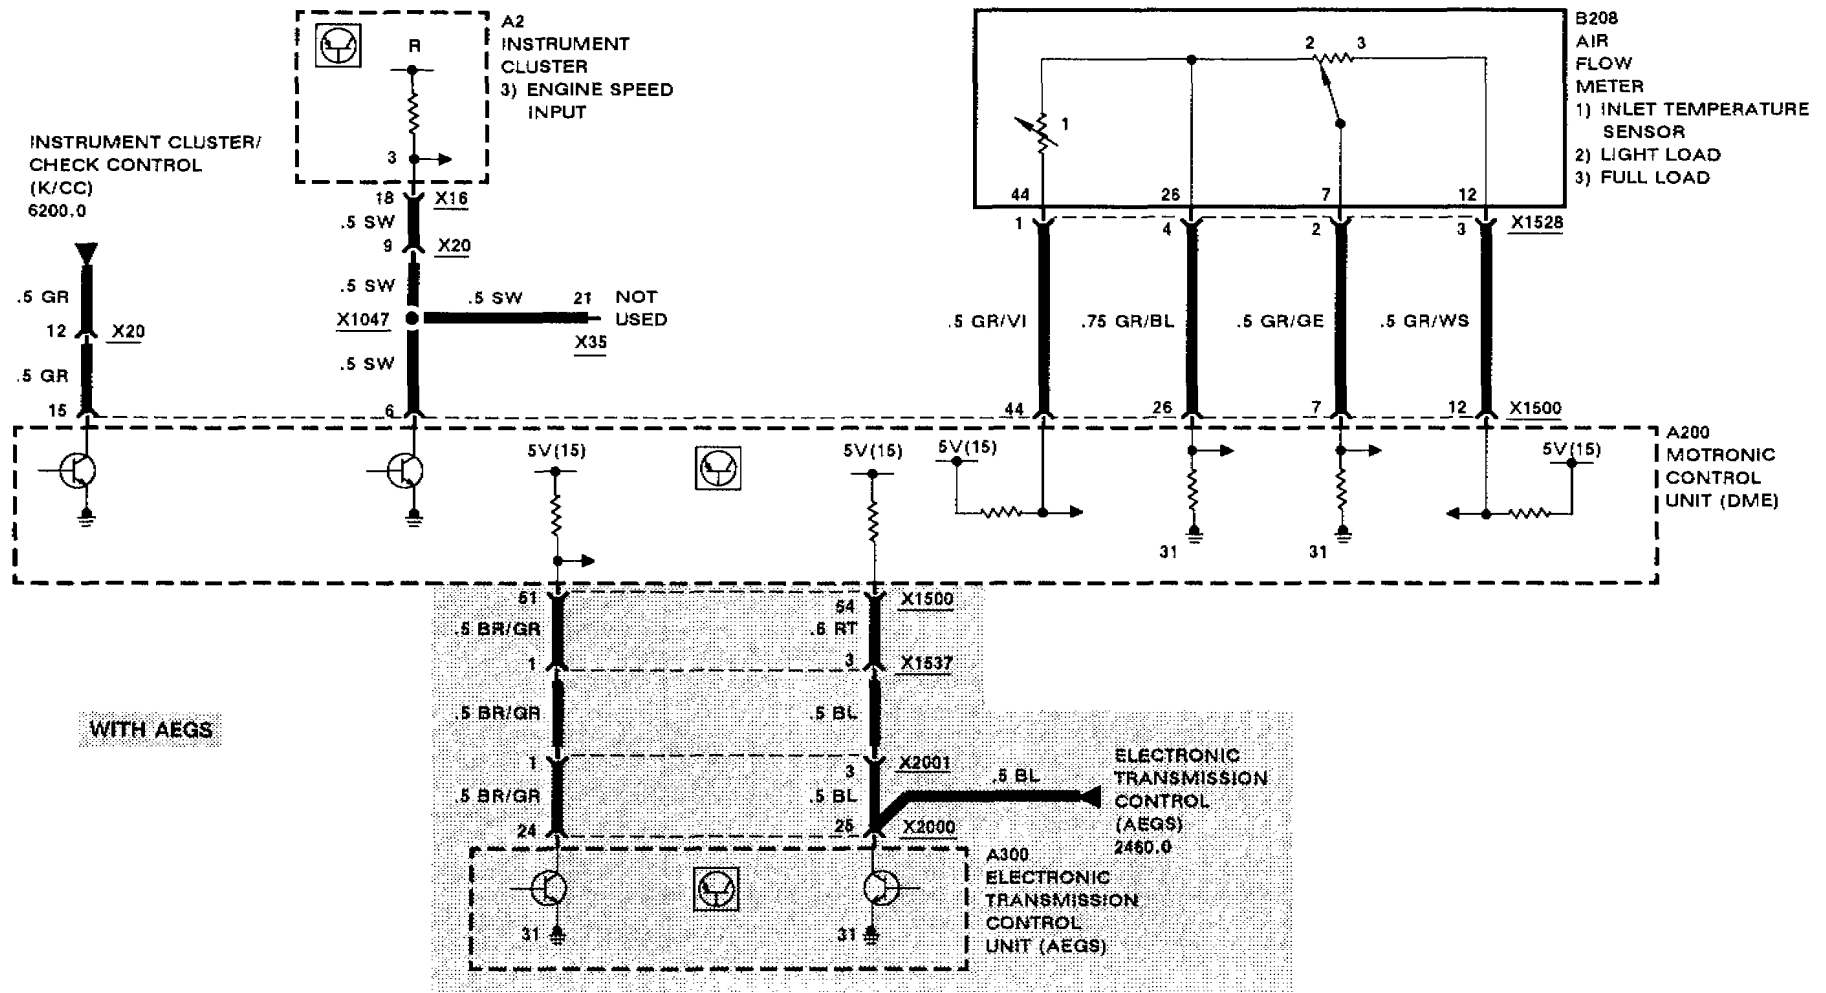 A2
INSTRUMENT
CLUSTER
3) ENGINE SPEED
INPUT
R
3
B208
AIR
FLOW
METER
1) INLET TEMPERATURE
SENSOR
2) LIGHT LOAD
3) FULL LOAD
2 3
1
44 26 7 12
1 4 2 3 X1528
INSTRUMENT CLUSTER/
CHECK CONTROL
(K/CC)
6200.0
18 X16
.5 SW
9 X20
.5 SW
.5 SW 21 NOT
USED
X1047
X35
.5 SW
.5 GR
12 X20
.5 GR
15 6
.5 GR/VI .75 GR/BL .5 GR/GE .5 GR/WS
44 26 7 12 X1500
A200
MOTRONIC
CONTROL
UNIT (DME)
5V(15) 5V(15) 5V(15) 5V(15)
31 31
51 54 X1500
.5 BR/GR .6 RT
1 3 X1537
.5 BR/GR .5 BL
WITH AEGS
1 3 X2001
.5 BR/GR .5 BL .5 BL
24 25 X2000
ELECTRONIC
TRANSMISSION
CONTROL
(AEGS)
2460.0
A300
ELECTRONIC
TRANSMISSION
CONTROL
UNIT (AEGS)
31 31